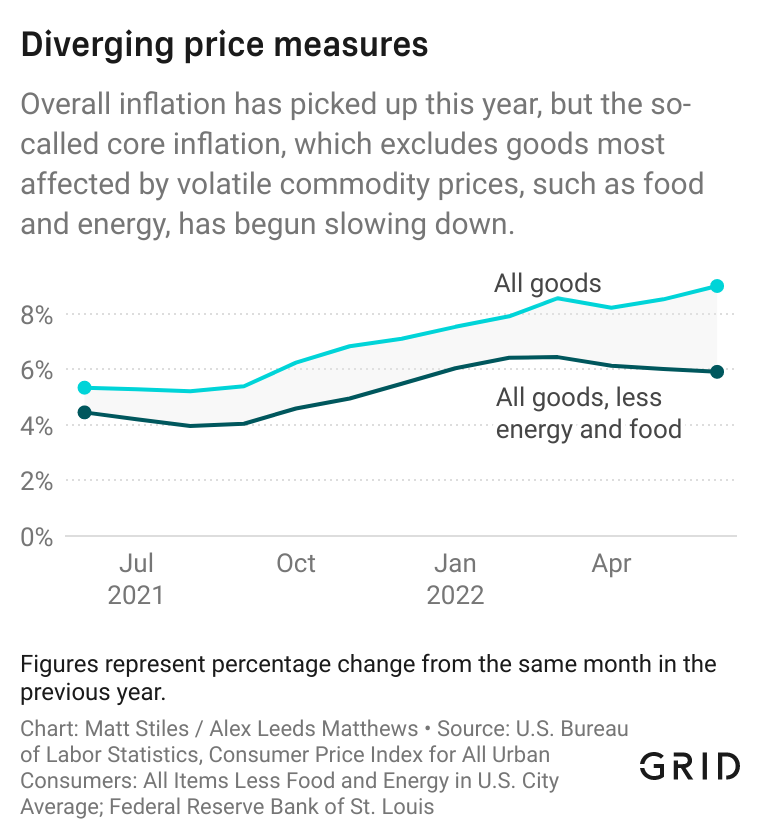 Diverging price measures
Overall inflation has picked up this year, but the so-
called core inflation, which excludes goods most
affected by volatile commodity prices, such as food
and energy, has begun slowing down.
All goods
8%
6%
All goods, less
energy and food
4%
2%
0%
Jul
2021
Oct
Jan
2022
Apr
Figures represent percentage change from the same month in the
previous year.
Chart: Matt Stiles / Alex Leeds Matthews • Source: U.S. Bureau
of Labor Statistics, Consumer Price Index for All Urban
Consumers: All Items Less Food and Energy in U.S. City
Average; Federal Reserve Bank of St. Louis
GRID